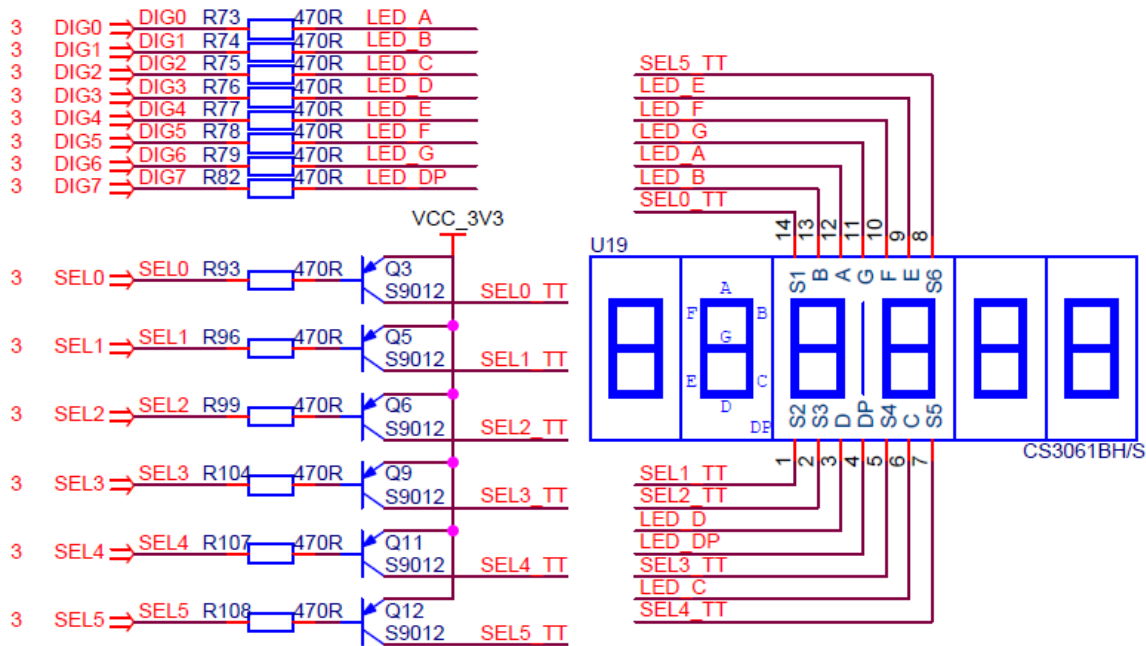 3 DIG0 DIG0 R73 470R LED_A
3 DIG1 DIG1 R74 470R LED_B
3 DIG2 DIG2 R75 470R LED_C
3 DIG3 DIG3 R76 470R LED_D
3 DIG4 DIG4 R77 470R LED_E
3 DIG5 DIG5 R78 470R LED_F
3 DIG6 DIG6 R79 470R LED_G
3 DIG7 DIG7 R82 470R LED_DP
VCC_3V3
3 SEL0 SEL0 R93 470R Q3
S9012 SEL0_TT
3 SEL1 SEL1 R96 470R Q5
S9012 SEL1_TT
3 SEL2 SEL2 R99 470R Q6
S9012 SEL2_TT
3 SEL3 SEL3 R104 470R Q9
S9012 SEL3_TT
3 SEL4 SEL4 R107 470R Q11
S9012 SEL4_TT
3 SEL5 SEL5 R108 470R Q12
S9012 SEL5_TT
SEL5_TT
LED_E
LED_F
LED_G
LED_A
LED_B
SEL0_TT
14 13 12 11 10 9 8
U19
S1 B A G F E S6
A
F B
G
E C
D
DP
S2 S3 D DP S4 C S5
CS3061BH/S
1 2 3 4 5 6 7
SEL1_TT
SEL2_TT
LED_D
LED_DP
SEL3_TT
LED_C
SEL4_TT